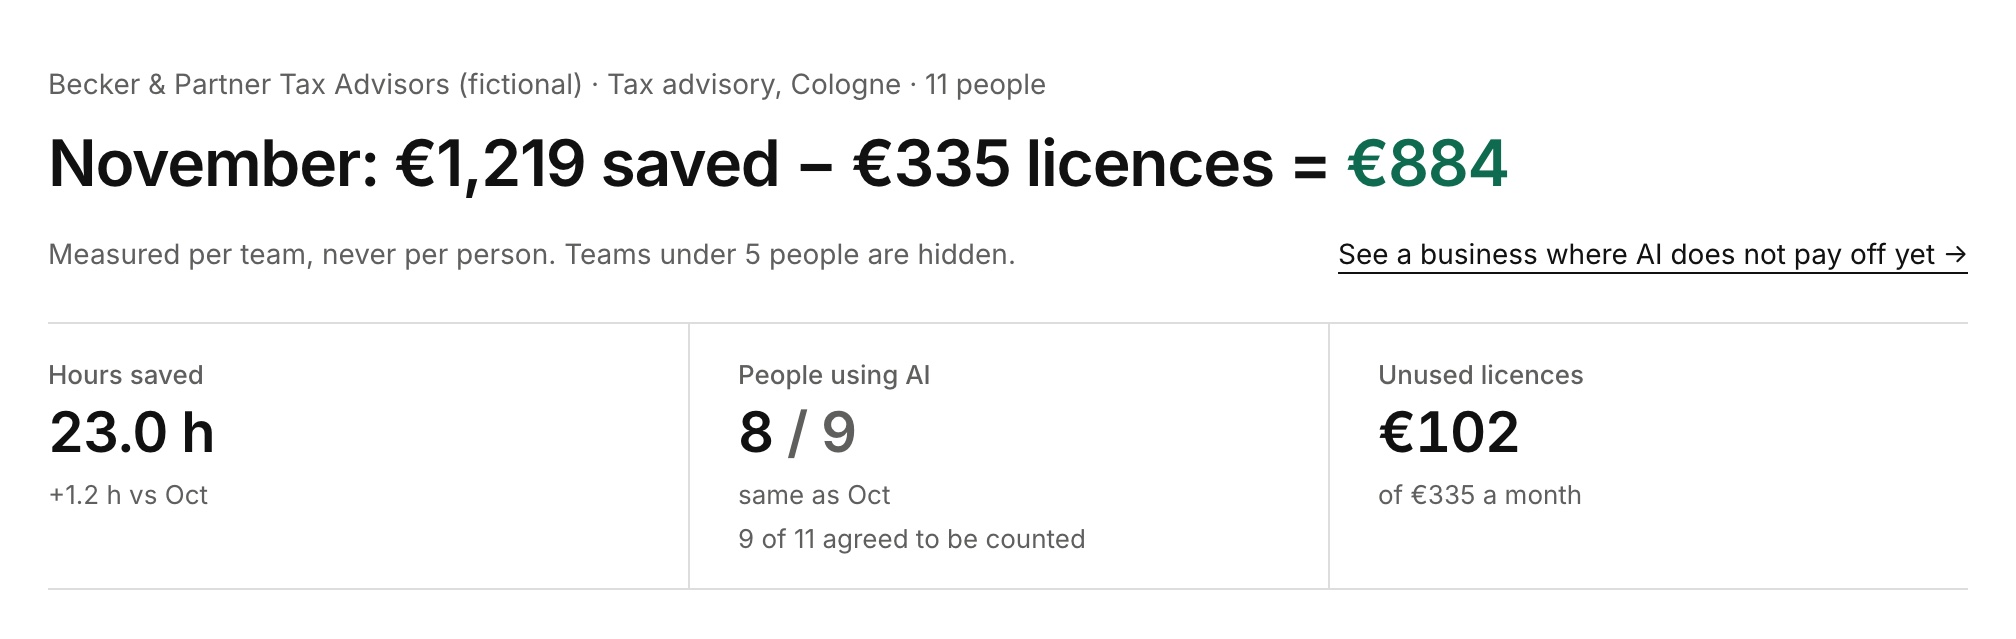 Becker & Partner Tax Advisors (fictional) · Tax advisory, Cologne · 11 people
November: €1,219 saved – €335 licences = €884
Measured per team, never per person. Teams under 5 people are hidden.
See a business where AI does not pay off yet →
Hours saved
23.0 h
+1.2 h vs Oct
People using AI
8 / 9
same as Oct
9 of 11 agreed to be counted
Unused licences
€102
of €335 a month